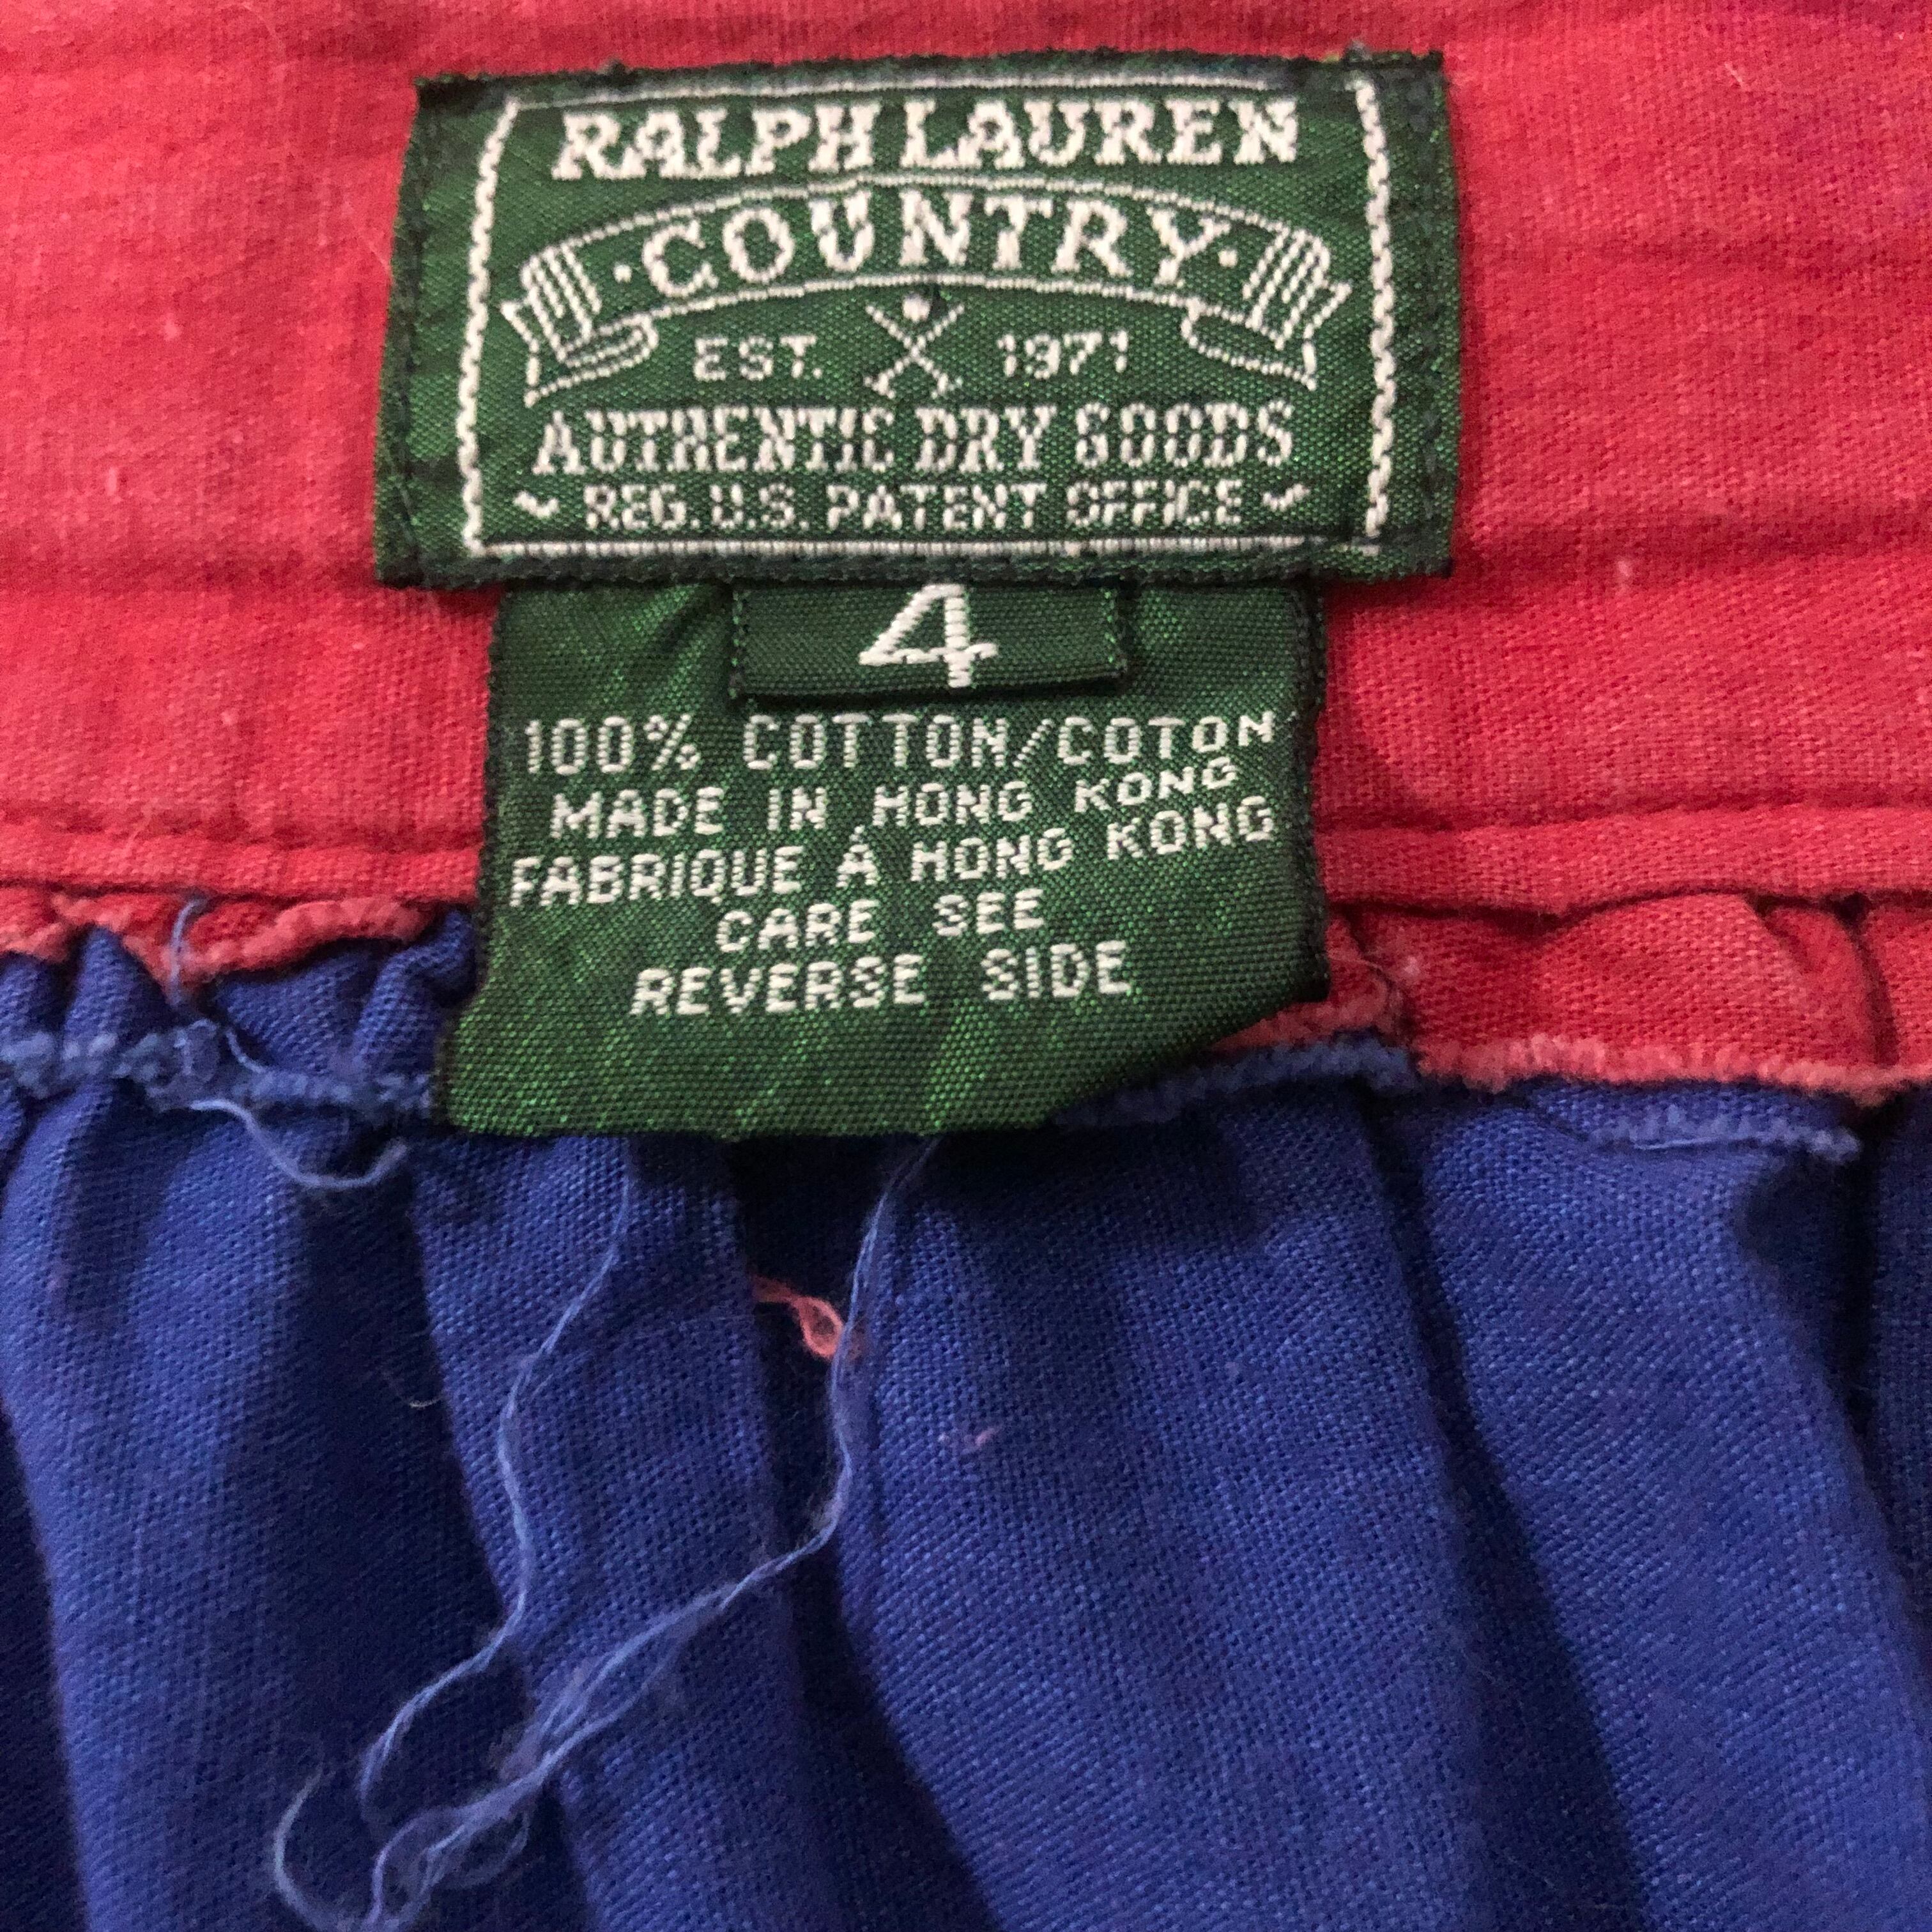 RALPH LAUREN
·COUNTRY·
EST. 1971
AUTHENTIC DRY GOODS
~ REG. U.S. PATENT OFFICE ~
4
100% COTTON/COTON
MADE IN HONG KONG
FABRIQUE Á HONG KONG
CARE SEE
REVERSE SIDE